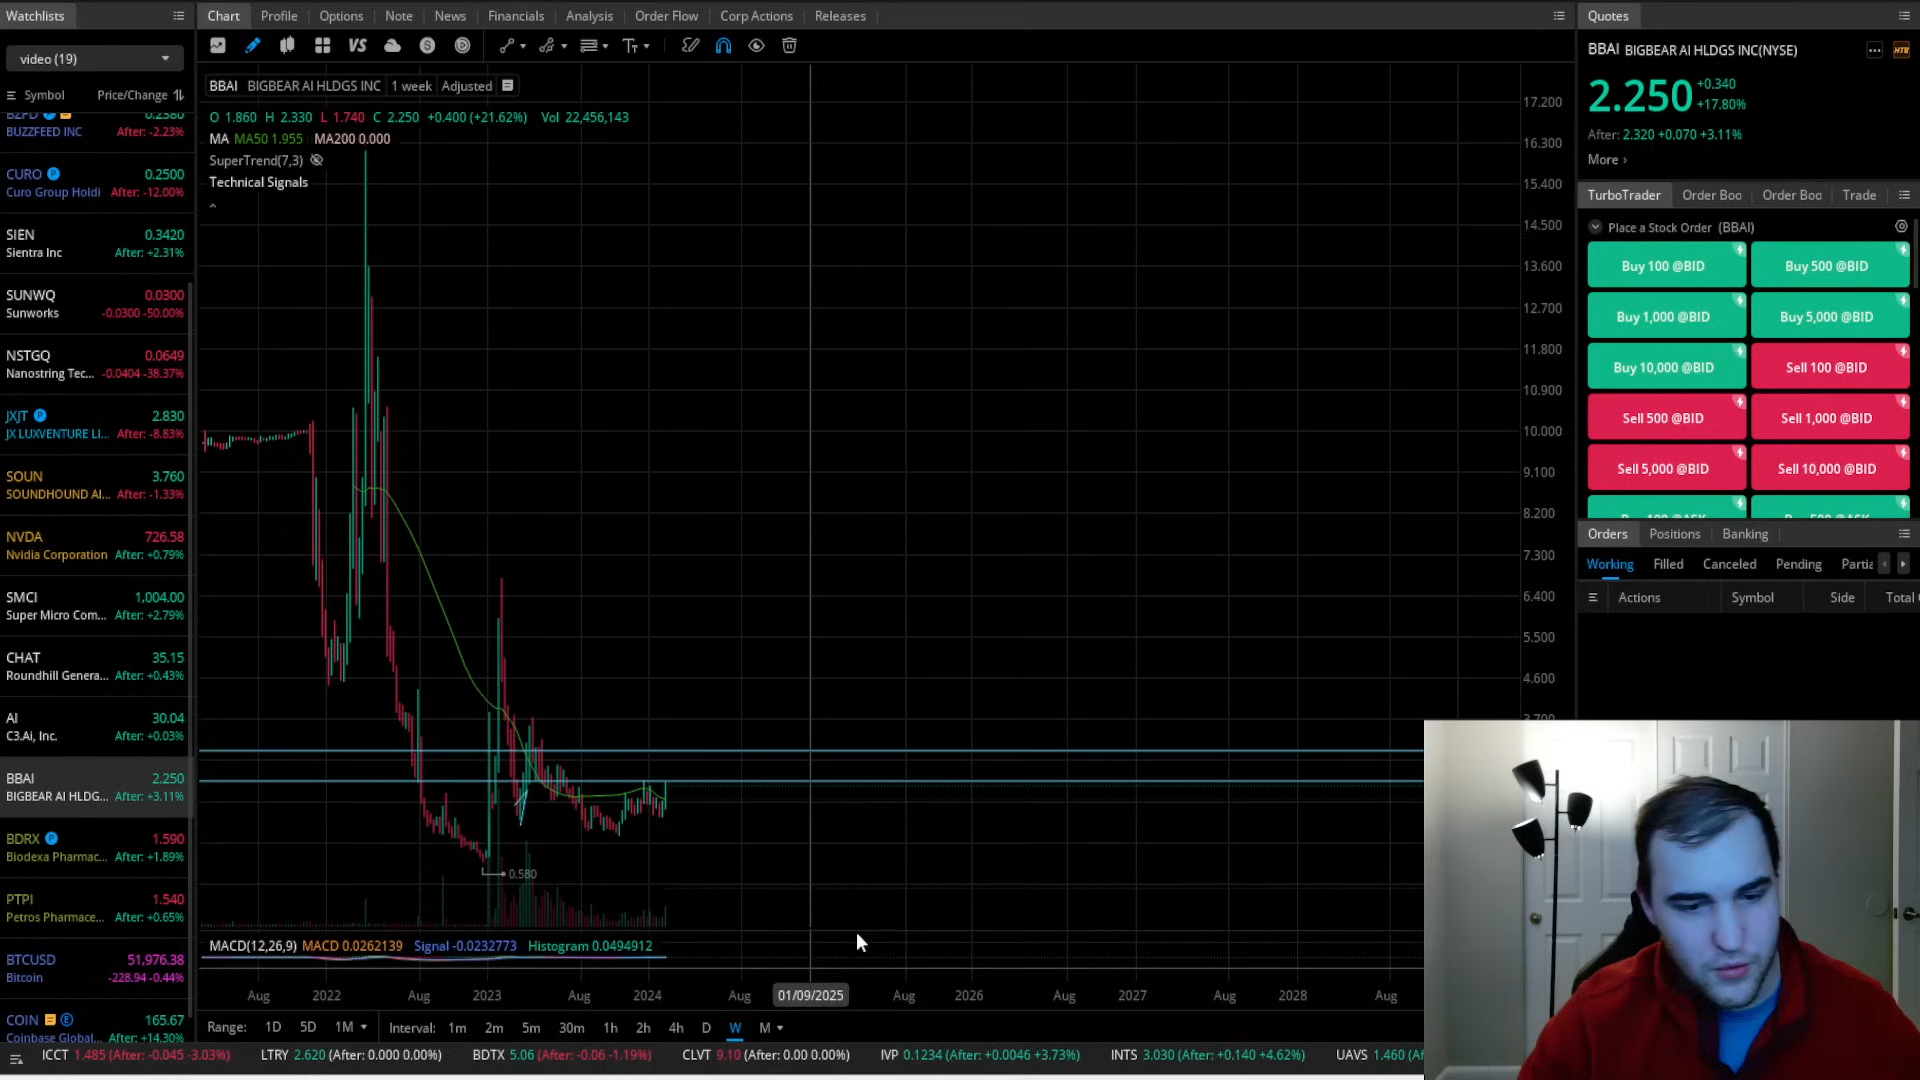 Watchlists
Chart Profile Options Note News Financials Analysis Order Flow Corp Actions Releases
Quotes
video (19)
VS
BBAI BIGBEAR AI HLDGS INC(NYSE)
2.250 +0.340
+17.80%
After: 2.320 +0.070 +3.11%
More ›
Symbol Price/Change
BBAI BIGBEAR AI HLDGS INC 1 week Adjusted
O 1.860 H 2.330 L 1.740 C 2.250 +0.400 (+21.62%) Vol 22,456,143
MA MA50 1.955 MA200 0.000
SuperTrend(7,3)
Technical Signals
BZFD 0.2380
BUZZFEED INC After: -2.23%
CURO 0.2500
Curo Group Holdi After: -12.00%
SIEN 0.3420
Sientra Inc After: +2.31%
SUNWQ 0.0300
Sunworks -0.0300 -50.00%
NSTGQ 0.0649
Nanostring Tec... -0.0404 -38.37%
JXJT 2.830
JX LUXVENTURE LI... After: -8.83%
SOUN 3.760
SOUNDHOUND AI... After: -1.33%
NVDA 726.58
Nvidia Corporation After: +0.79%
SMCI 1,004.00
Super Micro Com... After: +2.79%
CHAT 35.15
Roundhill Genera... After: +0.43%
AI 30.04
C3.Ai, Inc. After: +0.03%
BBAI 2.250
BIGBEAR AI HLDG... After: +3.11%
BDRX 1.590
Biodexa Pharmac... After: +1.89%
PTPI 1.540
Petros Pharmace... After: +0.65%
BTCUSD 51,976.38
Bitcoin -228.94 -0.44%
COIN 165.67
Coinbase Global... After: +14.30%
17.200
16.300
15.400
14.500
13.600
12.700
11.800
10.900
10.000
9.100
8.200
7.300
6.400
5.500
4.600
3.700
0.580
MACD(12,26,9) MACD 0.0262139 Signal -0.0232773 Histogram 0.0494912
Aug 2022 Aug 2023 Aug 2024 Aug 01/09/2025 Aug 2026 Aug 2027 Aug 2028 Aug
Range: 1D 5D 1M Interval: 1m 2m 5m 30m 1h 2h 4h D W M
TurboTrader Order Boo Order Boo Trade
Place a Stock Order (BBAI)
Buy 100 @BID Buy 500 @BID
Buy 1,000 @BID Buy 5,000 @BID
Buy 10,000 @BID Sell 100 @BID
Sell 500 @BID Sell 1,000 @BID
Sell 5,000 @BID Sell 10,000 @BID
Buy 100 @ASK Buy 500 @ASK
Orders Positions Banking
Working Filled Canceled Pending Partia
Actions Symbol Side Total
ICCT 1.485 (After: -0.045 -3.03%) LTRY 2.620 (After: 0.000 0.00%) BDTX 5.06 (After: -0.06 -1.19%) CLVT 9.10 (After: 0.00 0.00%) IVP 0.1234 (After: +0.0046 +3.73%) INTS 3.030 (After: +0.140 +4.62%) UAVS 1.460 (Af